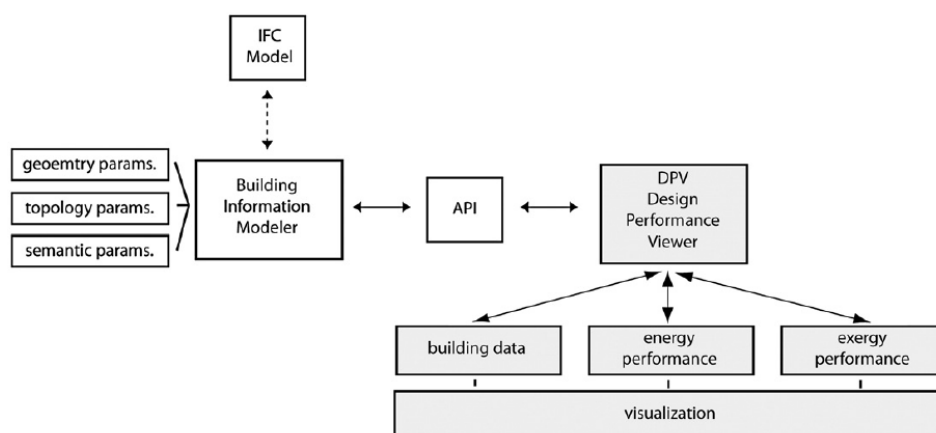 IFC
Model
geoemtry params.
topology params.
semantic params.
Building
Information
Modeler
API
DPV
Design
Performance
Viewer
building data
energy
performance
exergy
performance
visualization